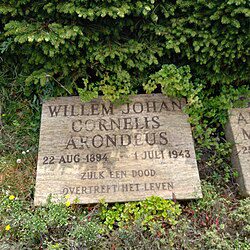 WILLEM JOHAN
CORNELIS
ARONDEUS
22 AUG 1894 — 1 JULI 1943
ZULK EEN DOOD
OVERTREFT HET LEVEN